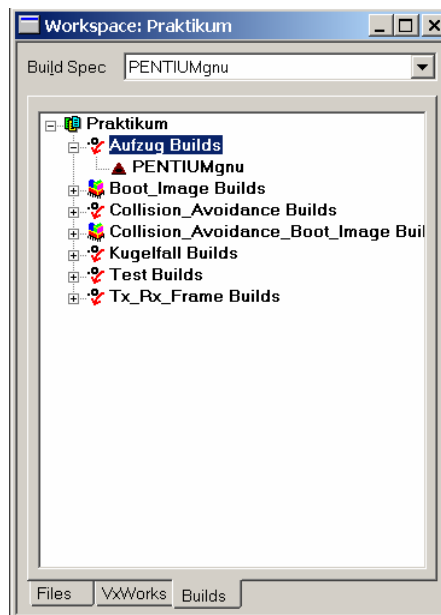 Workspace: Praktikum
Build Spec PENTIUMgnu
Praktikum
Aufzug Builds
PENTIUMgnu
Boot_Image Builds
Collision_Avoidance Builds
Collision_Avoidance_Boot_Image Buil
Kugelfall Builds
Test Builds
Tx_Rx_Frame Builds
Files VxWorks Builds